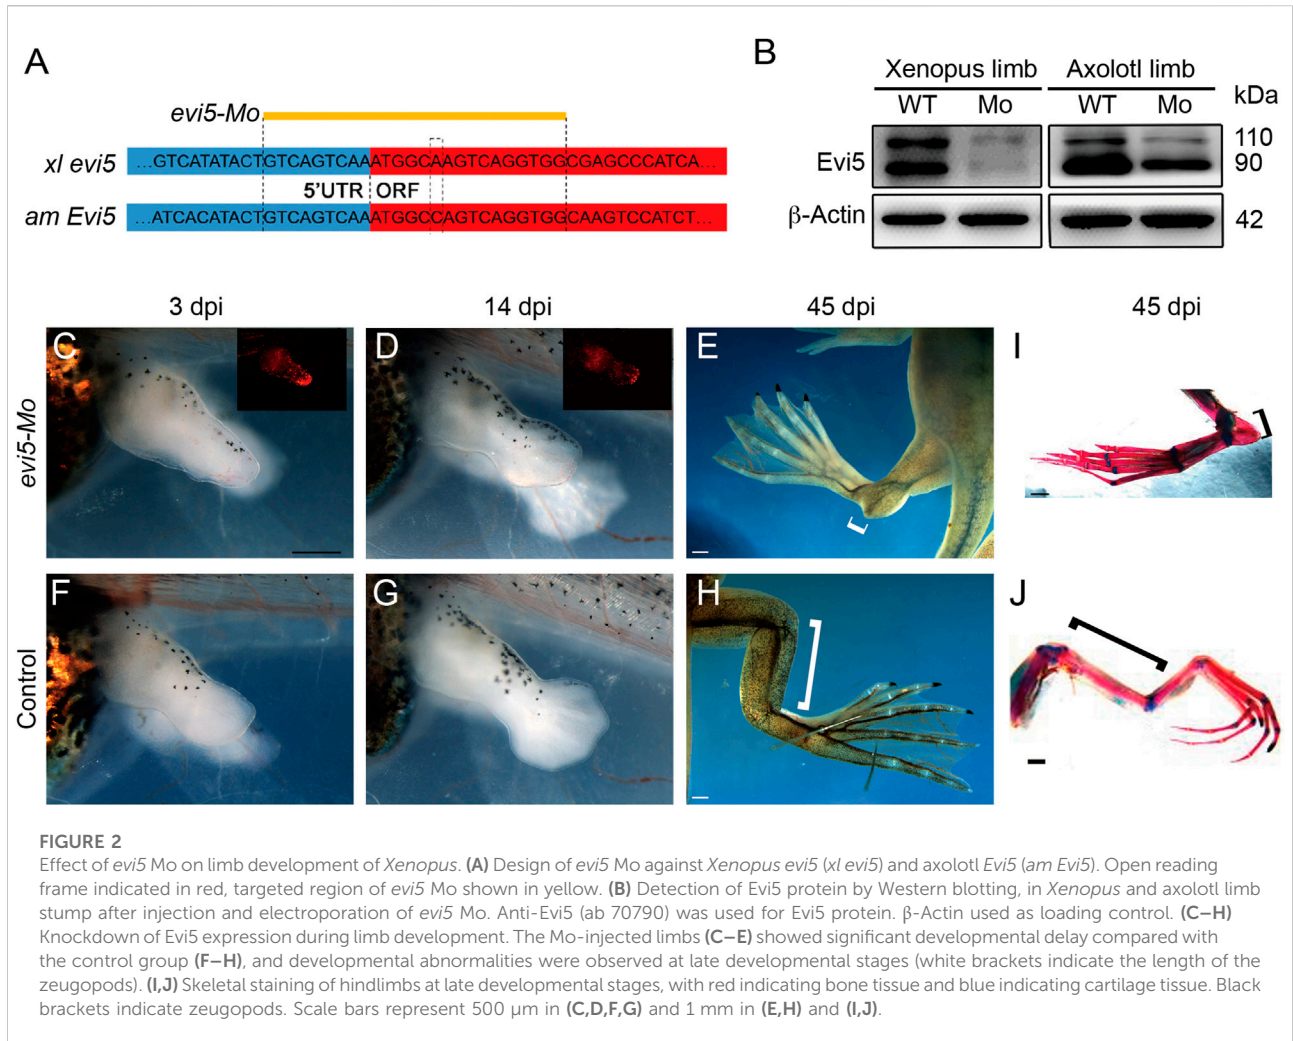 A
evi5-Mo
xl evi5
...GTCATATACTGTCAGTCAAATGGCAAGTCAGGTGGCGAGCCCATCA...
5'UTR ORF
am Evi5
...ATCACATACTGTCAGTCAAATGGCCAGTCAGGTGGCAAGTCCATCT...
B
Xenopus limb Axolotl limb
WT Mo WT Mo kDa
Evi5
110
90
β-Actin
42
3 dpi 14 dpi 45 dpi 45 dpi
evi5-Mo
C D E I
Control
F G H J
FIGURE 2
Effect of evi5 Mo on limb development of Xenopus. (A) Design of evi5 Mo against Xenopus evi5 (xl evi5) and axolotl Evi5 (am Evi5). Open reading
frame indicated in red, targeted region of evi5 Mo shown in yellow. (B) Detection of Evi5 protein by Western blotting, in Xenopus and axolotl limb
stump after injection and electroporation of evi5 Mo. Anti-Evi5 (ab 70790) was used for Evi5 protein. β-Actin used as loading control. (C–H)
Knockdown of Evi5 expression during limb development. The Mo-injected limbs (C–E) showed significant developmental delay compared with
the control group (F–H), and developmental abnormalities were observed at late developmental stages (white brackets indicate the length of the
zeugopods). (I,J) Skeletal staining of hindlimbs at late developmental stages, with red indicating bone tissue and blue indicating cartilage tissue. Black
brackets indicate zeugopods. Scale bars represent 500 μm in (C,D,F,G) and 1 mm in (E,H) and (I,J).